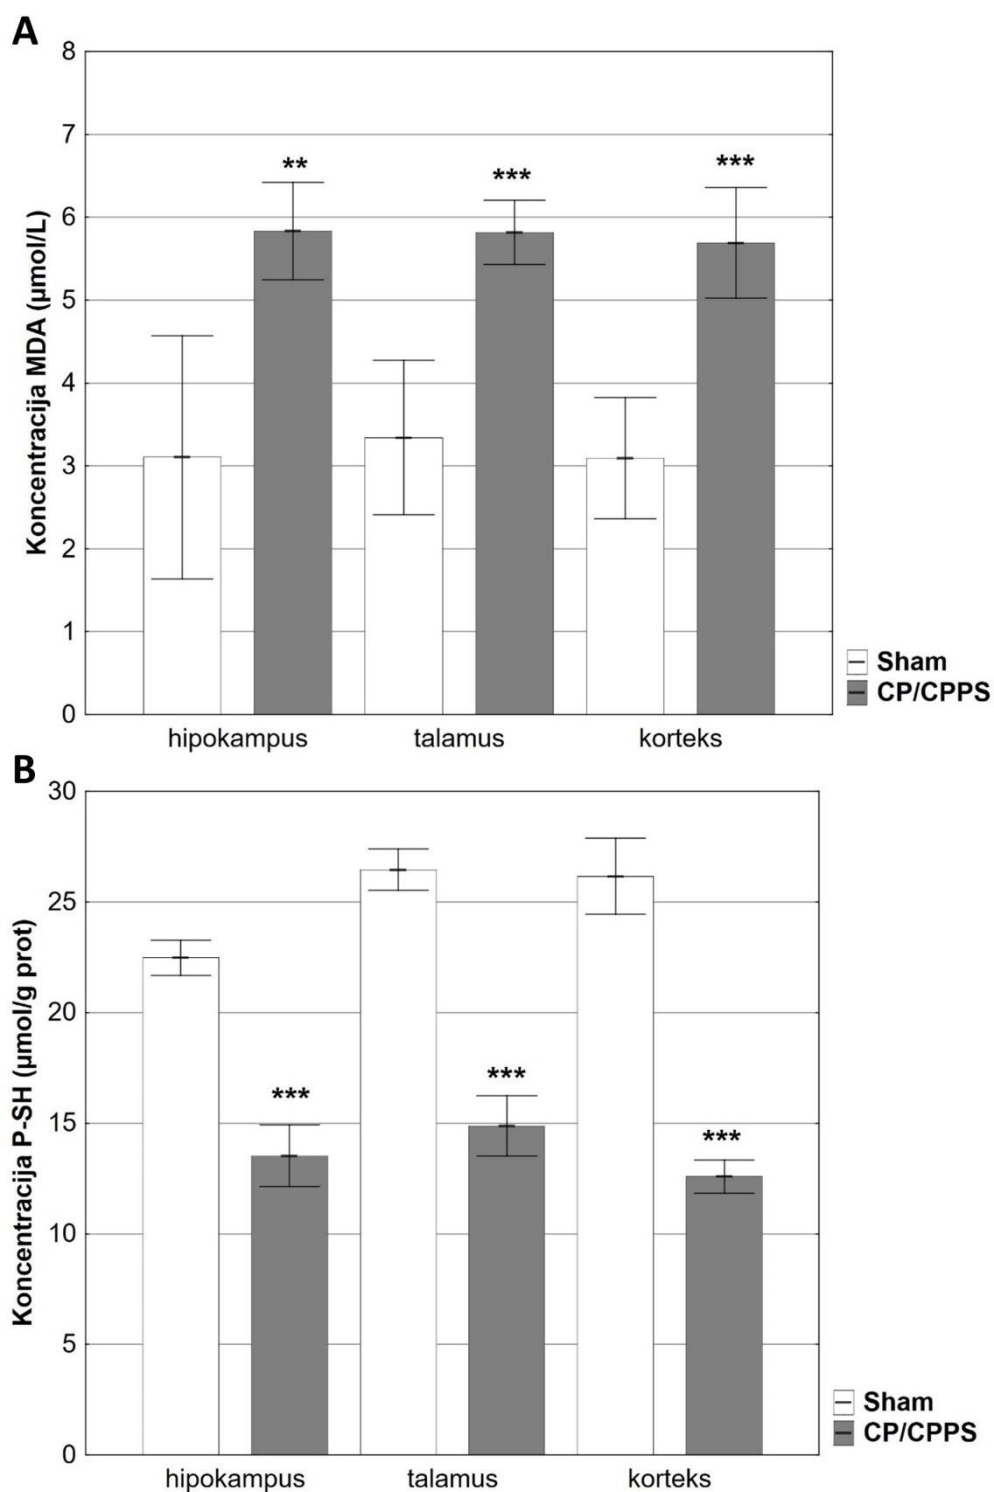 A
Koncentracija MDA (µmol/L)
8
7
6
5
4
3
2
1
0
**
***
***
hipokampus
talamus
korteks
Sham
CP/CPPS
B
Koncentracija P-SH (µmol/g prot)
30
25
20
15
10
5
0
***
***
***
hipokampus
talamus
korteks
Sham
CP/CPPS